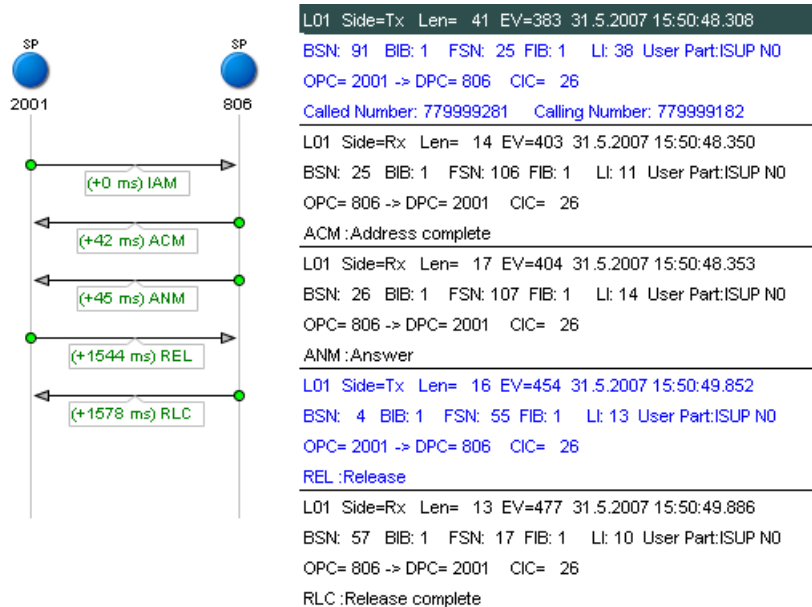 SP SP
2001 806
(+0 ms) IAM
(+42 ms) ACM
(+45 ms) ANM
(+1544 ms) REL
(+1578 ms) RLC
L01 Side=Tx Len= 41 EV=383 31.5.2007 15:50:48.308
BSN: 91 BIB: 1 FSN: 25 FIB: 1 LI: 38 User Part:ISUP N0
OPC= 2001 -> DPC= 806 CIC= 26
Called Number: 779999281 Calling Number: 779999182
L01 Side=Rx Len= 14 EV=403 31.5.2007 15:50:48.350
BSN: 25 BIB: 1 FSN: 106 FIB: 1 LI: 11 User Part:ISUP N0
OPC= 806 -> DPC= 2001 CIC= 26
ACM :Address complete
L01 Side=Rx Len= 17 EV=404 31.5.2007 15:50:48.353
BSN: 26 BIB: 1 FSN: 107 FIB: 1 LI: 14 User Part:ISUP N0
OPC= 806 -> DPC= 2001 CIC= 26
ANM :Answer
L01 Side=Tx Len= 16 EV=454 31.5.2007 15:50:49.852
BSN: 4 BIB: 1 FSN: 55 FIB: 1 LI: 13 User Part:ISUP N0
OPC= 2001 -> DPC= 806 CIC= 26
REL :Release
L01 Side=Rx Len= 13 EV=477 31.5.2007 15:50:49.886
BSN: 57 BIB: 1 FSN: 17 FIB: 1 LI: 10 User Part:ISUP N0
OPC= 806 -> DPC= 2001 CIC= 26
RLC :Release complete